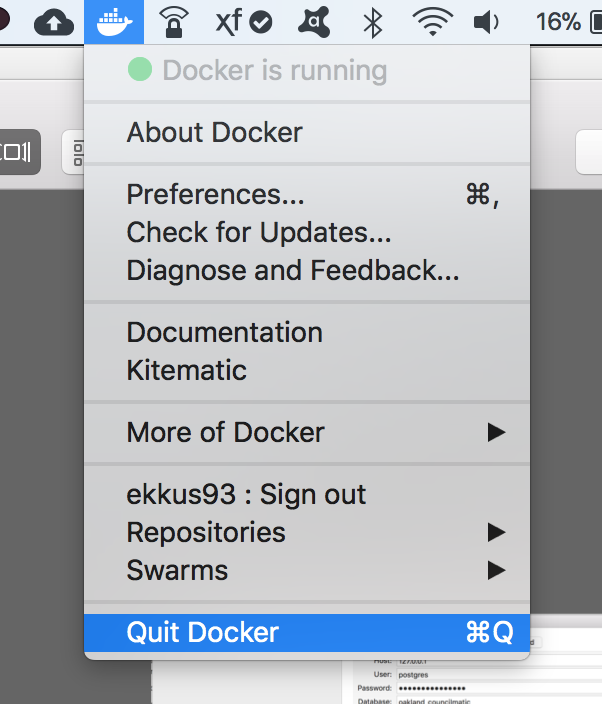 xf
16%
Docker is running
About Docker
Preferences... ⌘,
Check for Updates...
Diagnose and Feedback...
Documentation
Kitematic
More of Docker ▶
ekkus93 : Sign out
Repositories ▶
Swarms ▶
Quit Docker ⌘Q
Host: 127.0.0.1
User: postgres
Password: •••••••••••••••
Database: oakland_councilmatic